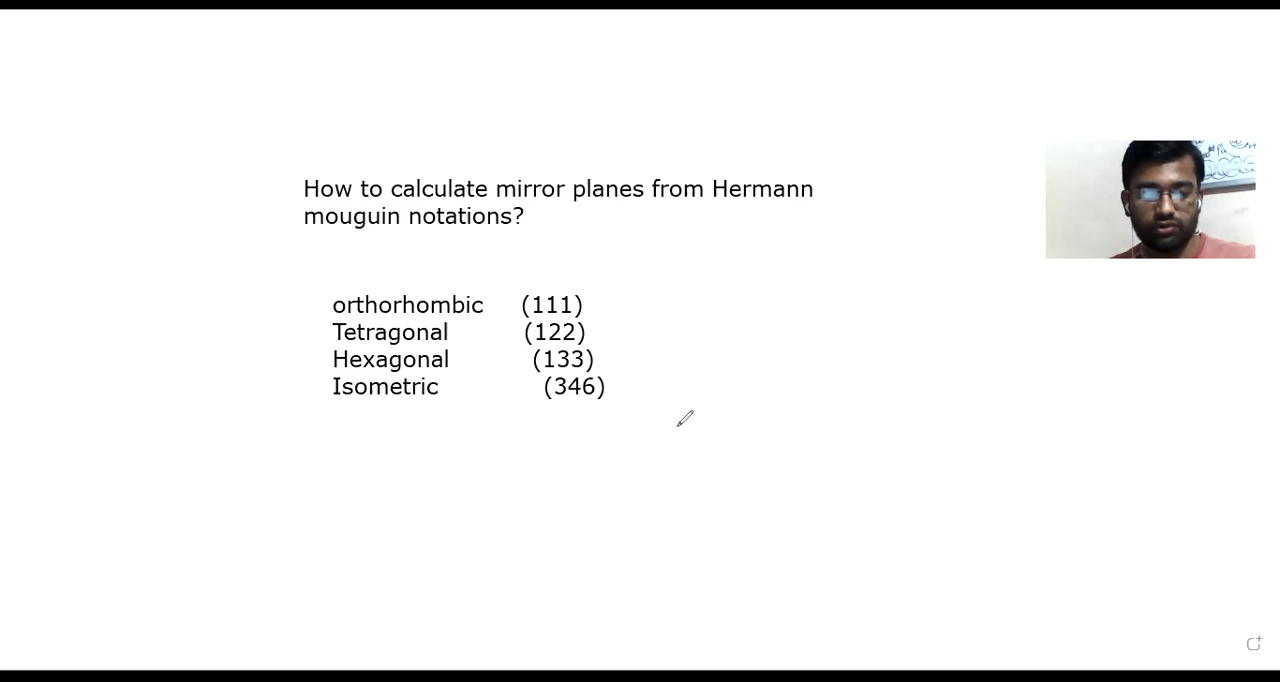 How to calculate mirror planes from Hermann
mouguin notations?
orthorhombic (111)
Tetragonal (122)
Hexagonal (133)
Isometric (346)